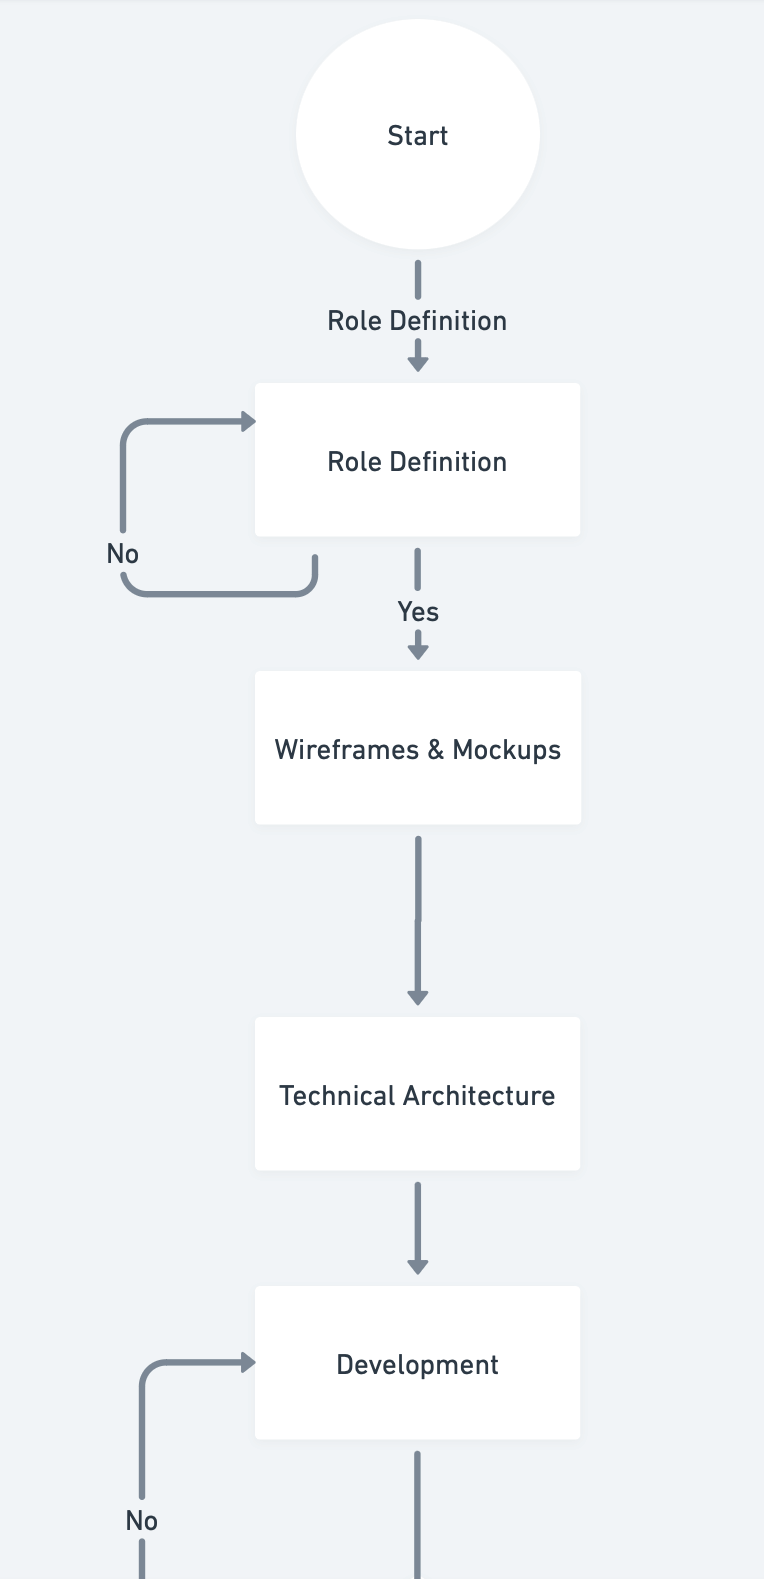 Start
Role Definition
Role Definition
No
Yes
Wireframes & Mockups
Technical Architecture
Development
No